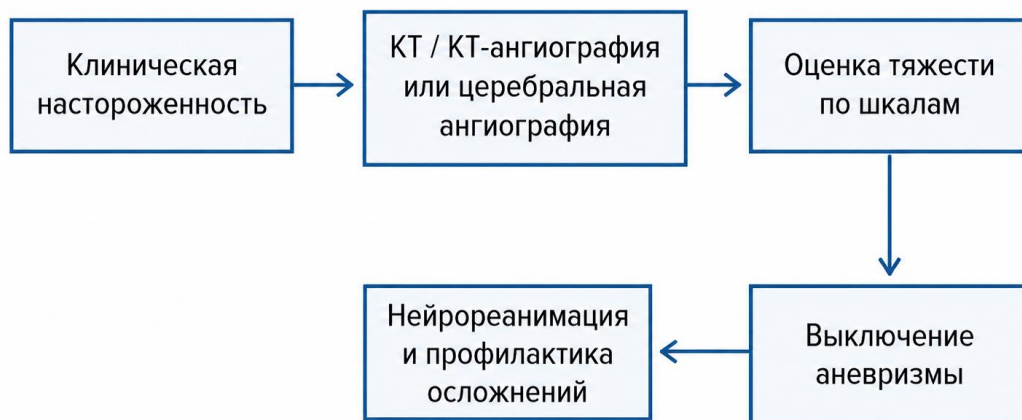 Клиническая
настороженность
КТ / КТ-ангиография
или церебральная
ангиография
Оценка тяжести
по шкалам
Выключение
аневризмы
Нейрореанимация
и профилактика
осложнений